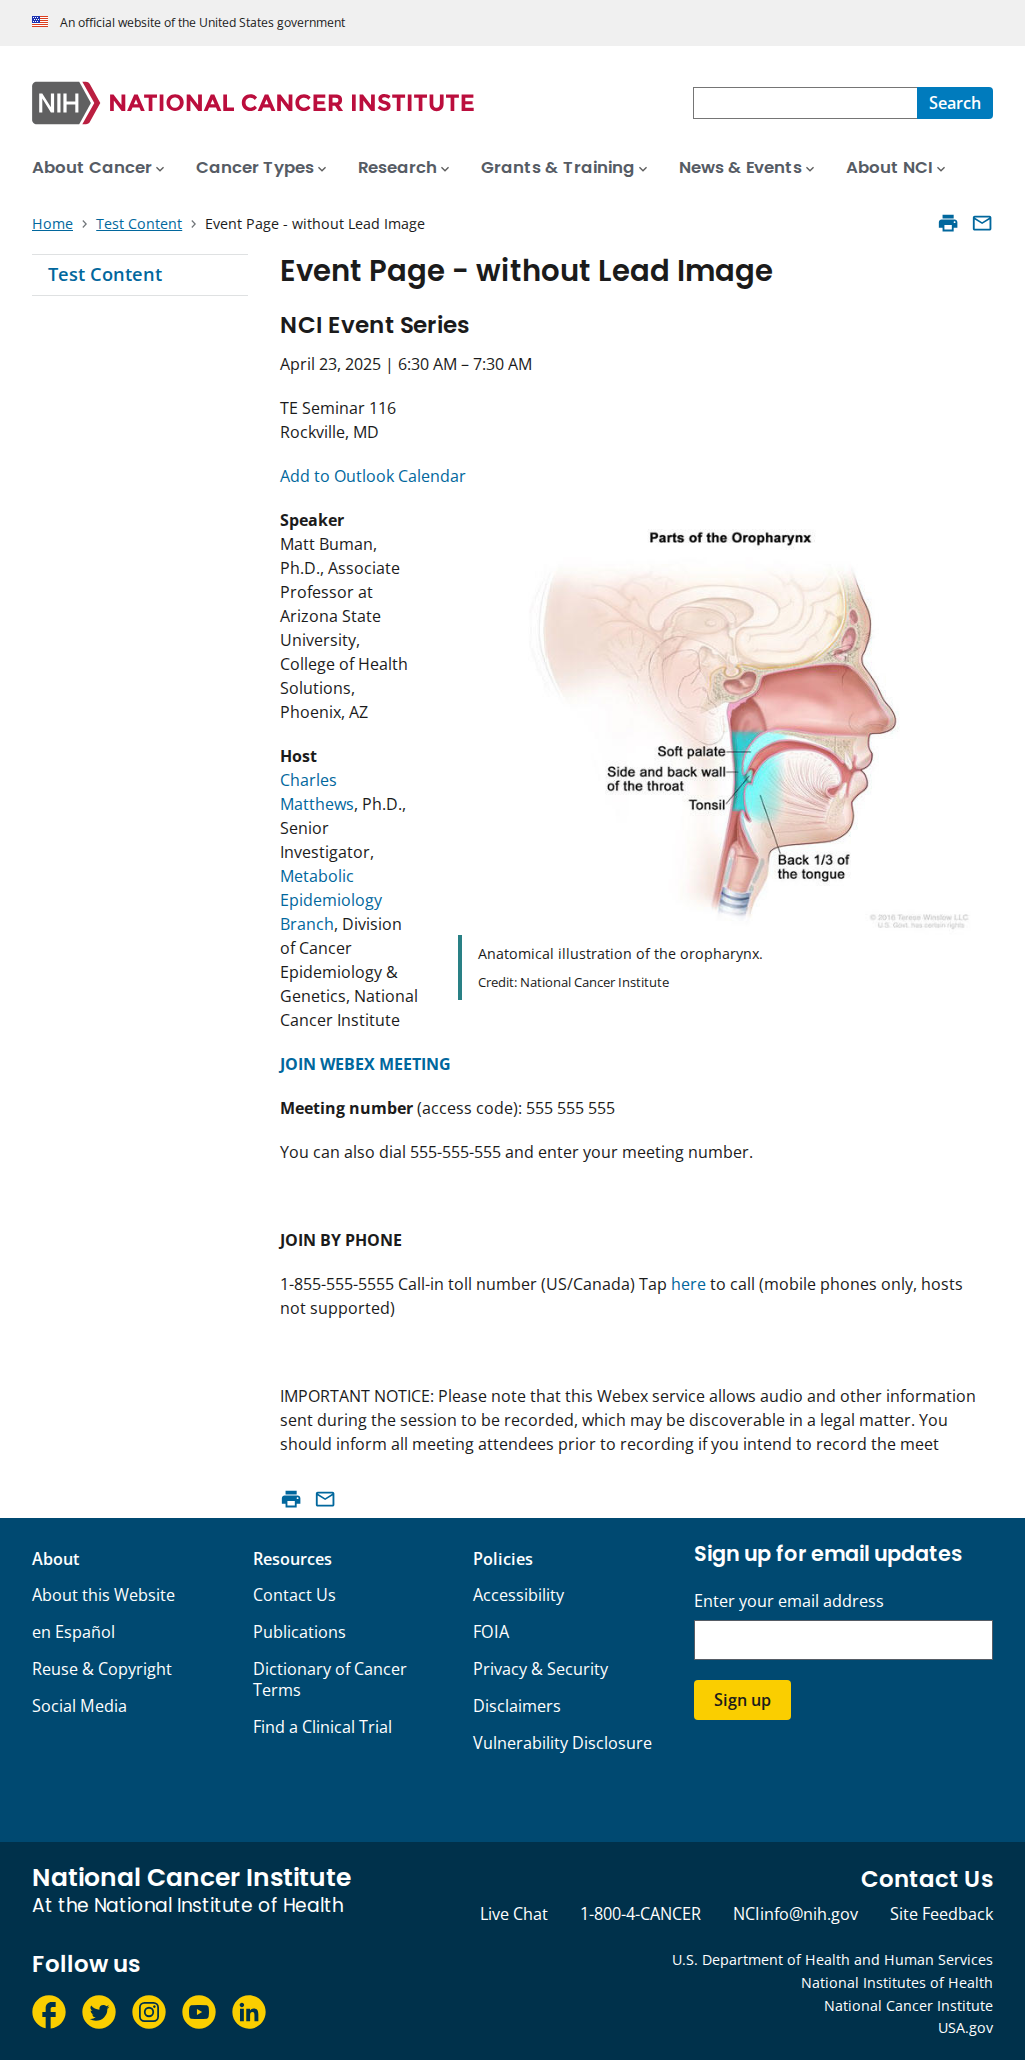 An official website of the United States government
NIH NATIONAL CANCER INSTITUTE
Search
About Cancer Cancer Types Research Grants & Training News & Events About NCI
Home Test Content Event Page - without Lead Image
Test Content
Event Page - without Lead Image
NCI Event Series
April 23, 2025 | 6:30 AM – 7:30 AM
TE Seminar 116
Rockville, MD
Add to Outlook Calendar
Speaker
Matt Buman,
Ph.D., Associate
Professor at
Arizona State
University,
College of Health
Solutions,
Phoenix, AZ
Host
Charles
Matthews, Ph.D.,
Senior
Investigator,
Metabolic
Epidemiology
Branch, Division
of Cancer
Epidemiology &
Genetics, National
Cancer Institute
Parts of the Oropharynx
Soft palate
Side and back wall
of the throat
Tonsil
Back 1/3 of
the tongue
© 2016 Terese Winslow LLC
U.S. Govt. has certain rights
Anatomical illustration of the oropharynx.
Credit: National Cancer Institute
JOIN WEBEX MEETING
Meeting number (access code): 555 555 555
You can also dial 555-555-555 and enter your meeting number.
JOIN BY PHONE
1-855-555-5555 Call-in toll number (US/Canada) Tap here to call (mobile phones only, hosts
not supported)
IMPORTANT NOTICE: Please note that this Webex service allows audio and other information
sent during the session to be recorded, which may be discoverable in a legal matter. You
should inform all meeting attendees prior to recording if you intend to record the meet
About
About this Website
en Español
Reuse & Copyright
Social Media
Resources
Contact Us
Publications
Dictionary of Cancer
Terms
Find a Clinical Trial
Policies
Accessibility
FOIA
Privacy & Security
Disclaimers
Vulnerability Disclosure
Sign up for email updates
Enter your email address
Sign up
National Cancer Institute
At the National Institute of Health
Follow us
Contact Us
Live Chat 1-800-4-CANCER NCIinfo@nih.gov Site Feedback
U.S. Department of Health and Human Services
National Institutes of Health
National Cancer Institute
USA.gov